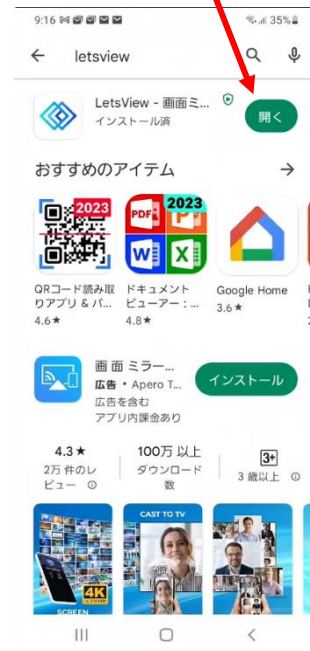 9:16
35%
letsview
LetsView - 画面ミ...
インストール済
開く
おすすめのアイテム
2023
2023
PDF
W
X
QRコード読み取
りアプリ & バ...
4.6★
ドキュメント
ビューアー：...
4.8★
Google Home
3.6★
画 面 ミラー...
広告 • Apero T...
広告を含む
アプリ内課金あり
インストール
4.3 ★
2万 件のレ
ビュー
100万 以上
ダウンロード
数
3+
3 歳以上
4K
SCREEN
CAST TO TV